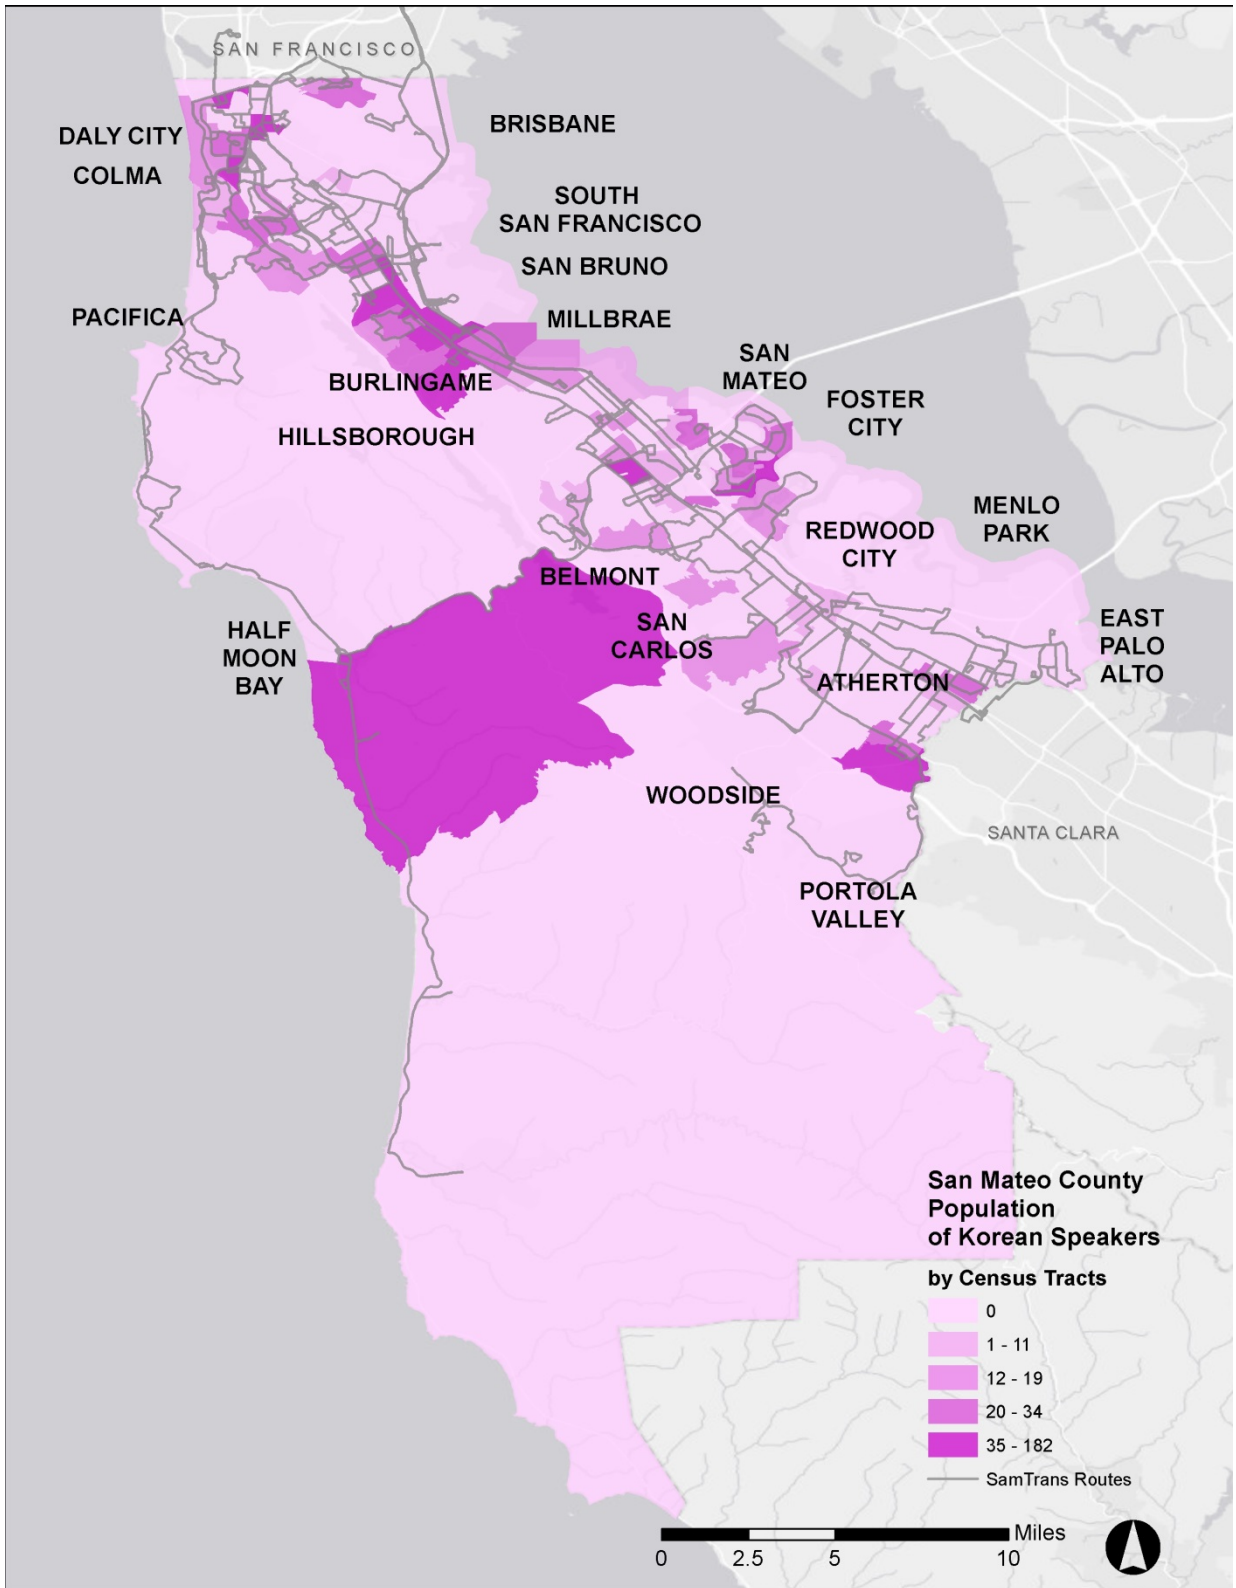 SAN FRANCISCO
BRISBANE
DALY CITY
COLMA
SOUTH
SAN FRANCISCO
SAN BRUNO
PACIFICA
MILLBRAE
SAN
MATEO
BURLINGAME
FOSTER
CITY
HILLSBOROUGH
MENLO
PARK
REDWOOD
CITY
BELMONT
HALF
MOON
BAY
SAN
CARLOS
EAST
PALO
ALTO
ATHERTON
WOODSIDE
SANTA CLARA
PORTOLA
VALLEY
San Mateo County
Population
of Korean Speakers
by Census Tracts
0
1 - 11
12 - 19
20 - 34
35 - 182
SamTrans Routes
Miles
0 2.5 5 10